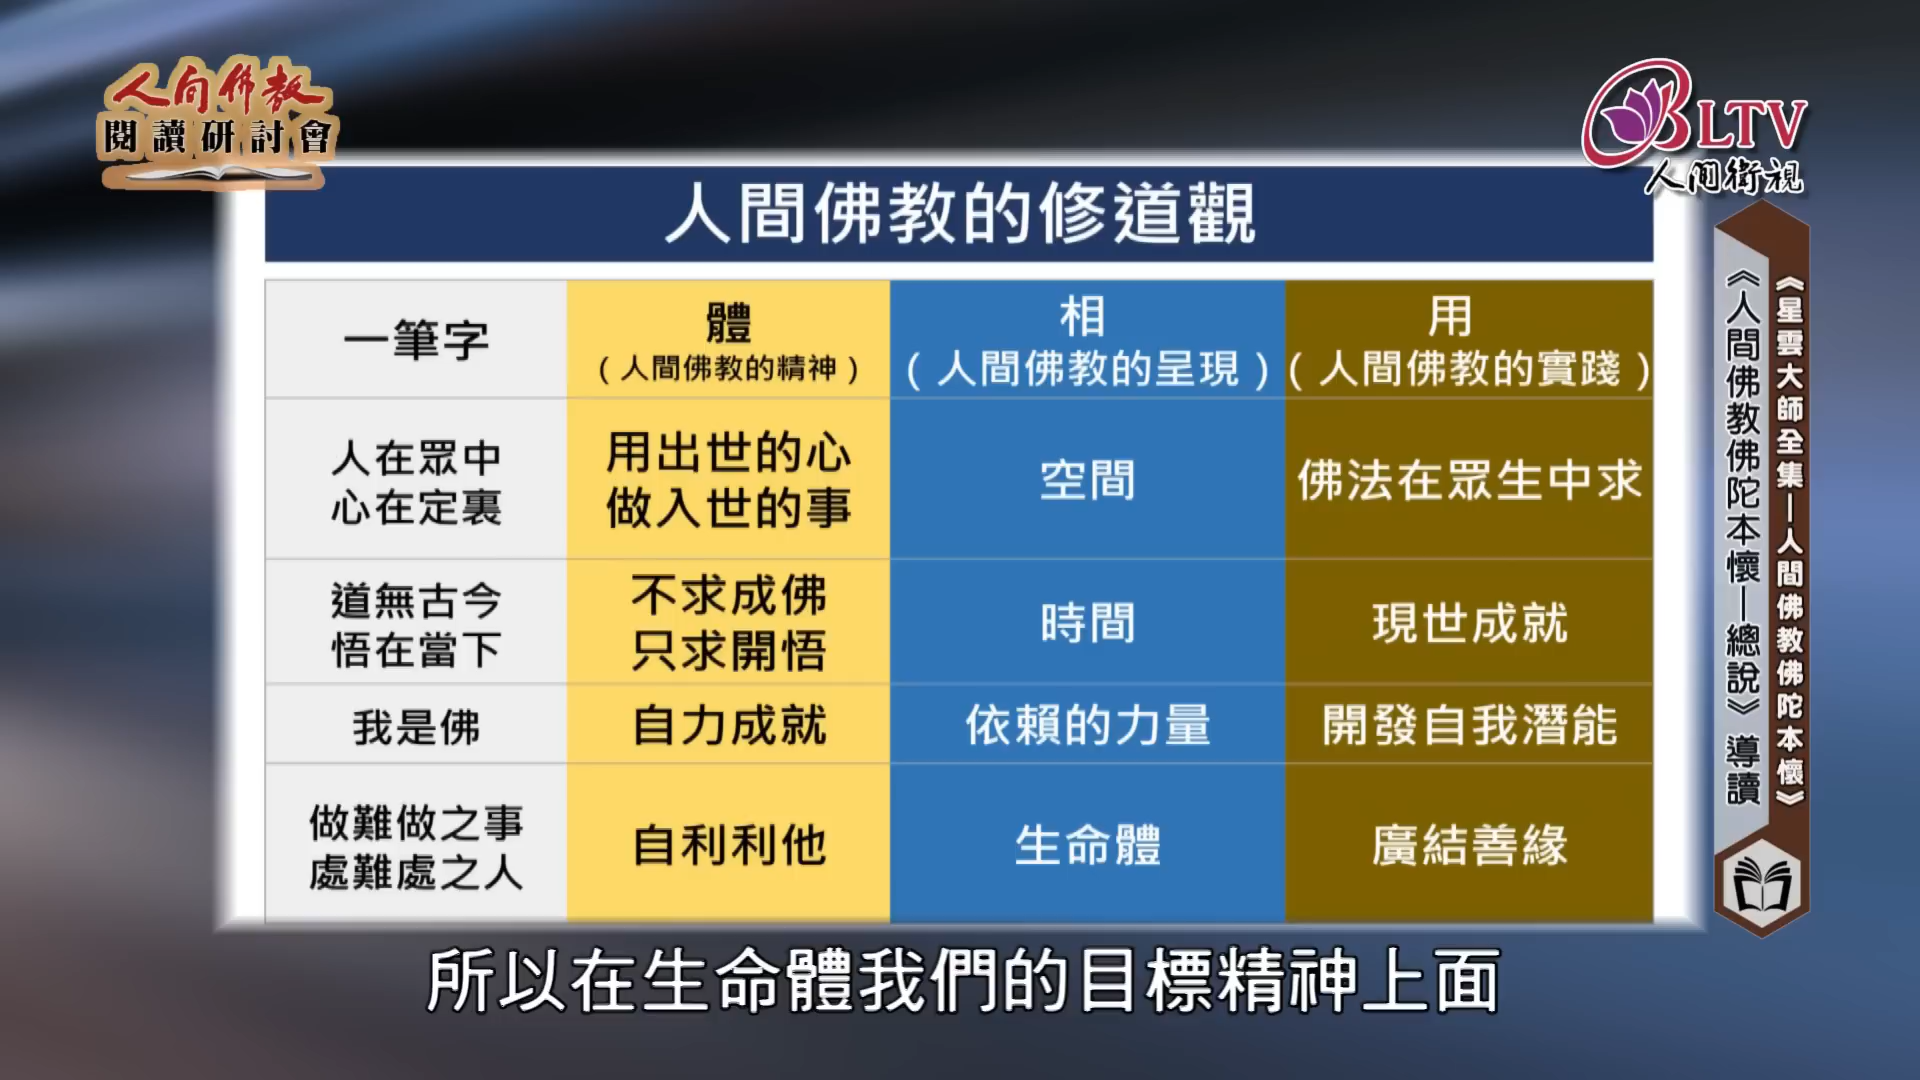 人间佛教
閱讀研討會
BLTV
人间衛視
人間佛教的修道觀
一筆字
體
（人間佛教的精神）
相
（人間佛教的呈現）
用
（人間佛教的實踐）
人在眾中
心在定裏
用出世的心
做入世的事
空間
佛法在眾生中求
道無古今
悟在當下
不求成佛
只求開悟
時間
現世成就
我是佛
自力成就
依賴的力量
開發自我潛能
做難做之事
處難處之人
自利利他
生命體
廣結善緣
《星雲大師全集—人間佛教佛陀本懷》
《人間佛教佛陀本懷—總說》導讀
所以在生命體我們的目標精神上面